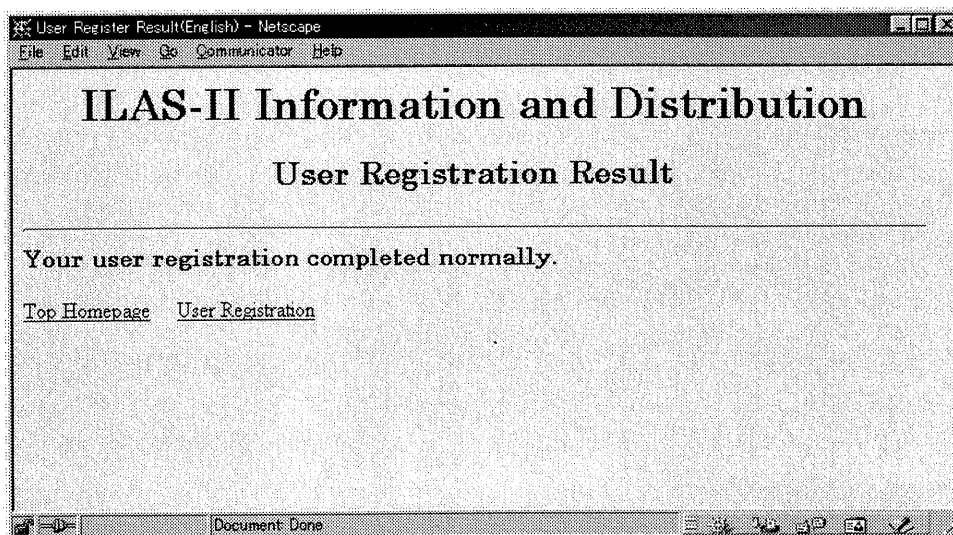 User Register Result(English) - Netscape
File Edit View Go Communicator Help
ILAS-II Information and Distribution
User Registration Result
Your user registration completed normally.
Top Homepage User Registration
Document: Done